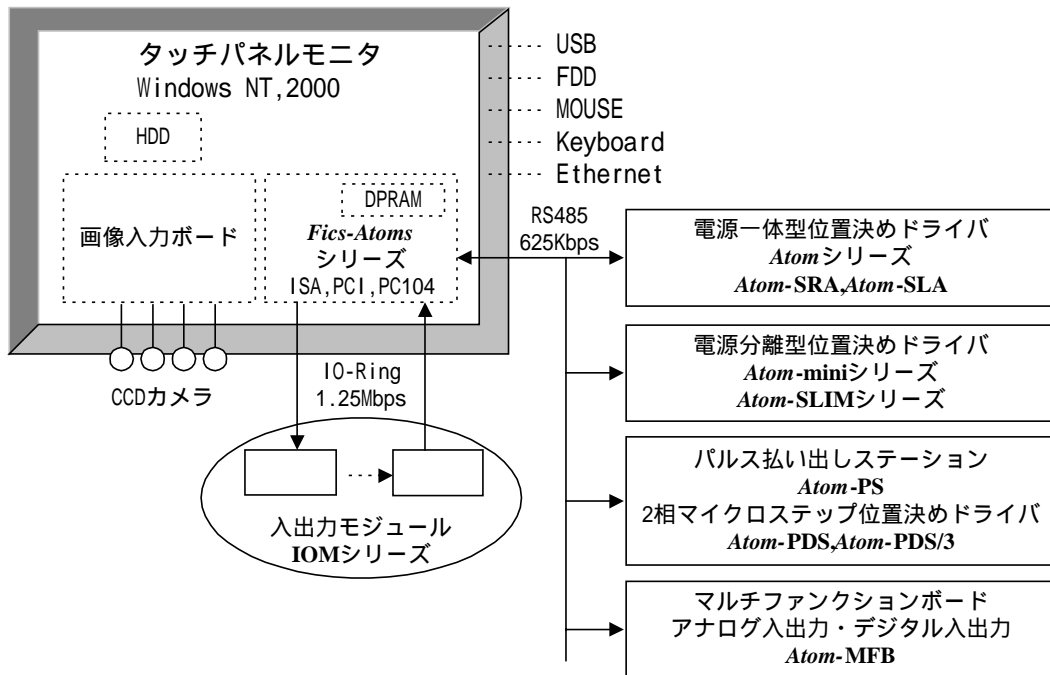 タッチパネルモニタ
Windows NT,2000
HDD
画像入力ボード
DPRAM
Fics-Atoms
シリーズ
ISA,PCI,PC104
USB
FDD
MOUSE
Keyboard
Ethernet
RS485
625Kbps
CCDカメラ
IO-Ring
1.25Mbps
入出力モジュール
IOMシリーズ
電源一体型位置決めドライバ
Atomシリーズ
Atom-SRA,Atom-SLA
電源分離型位置決めドライバ
Atom-miniシリーズ
Atom-SLIMシリーズ
パルス払い出しステーション
Atom-PS
2相マイクロステップ位置決めドライバ
Atom-PDS,Atom-PDS/3
マルチファンクションボード
アナログ入出力・デジタル入出力
Atom-MFB